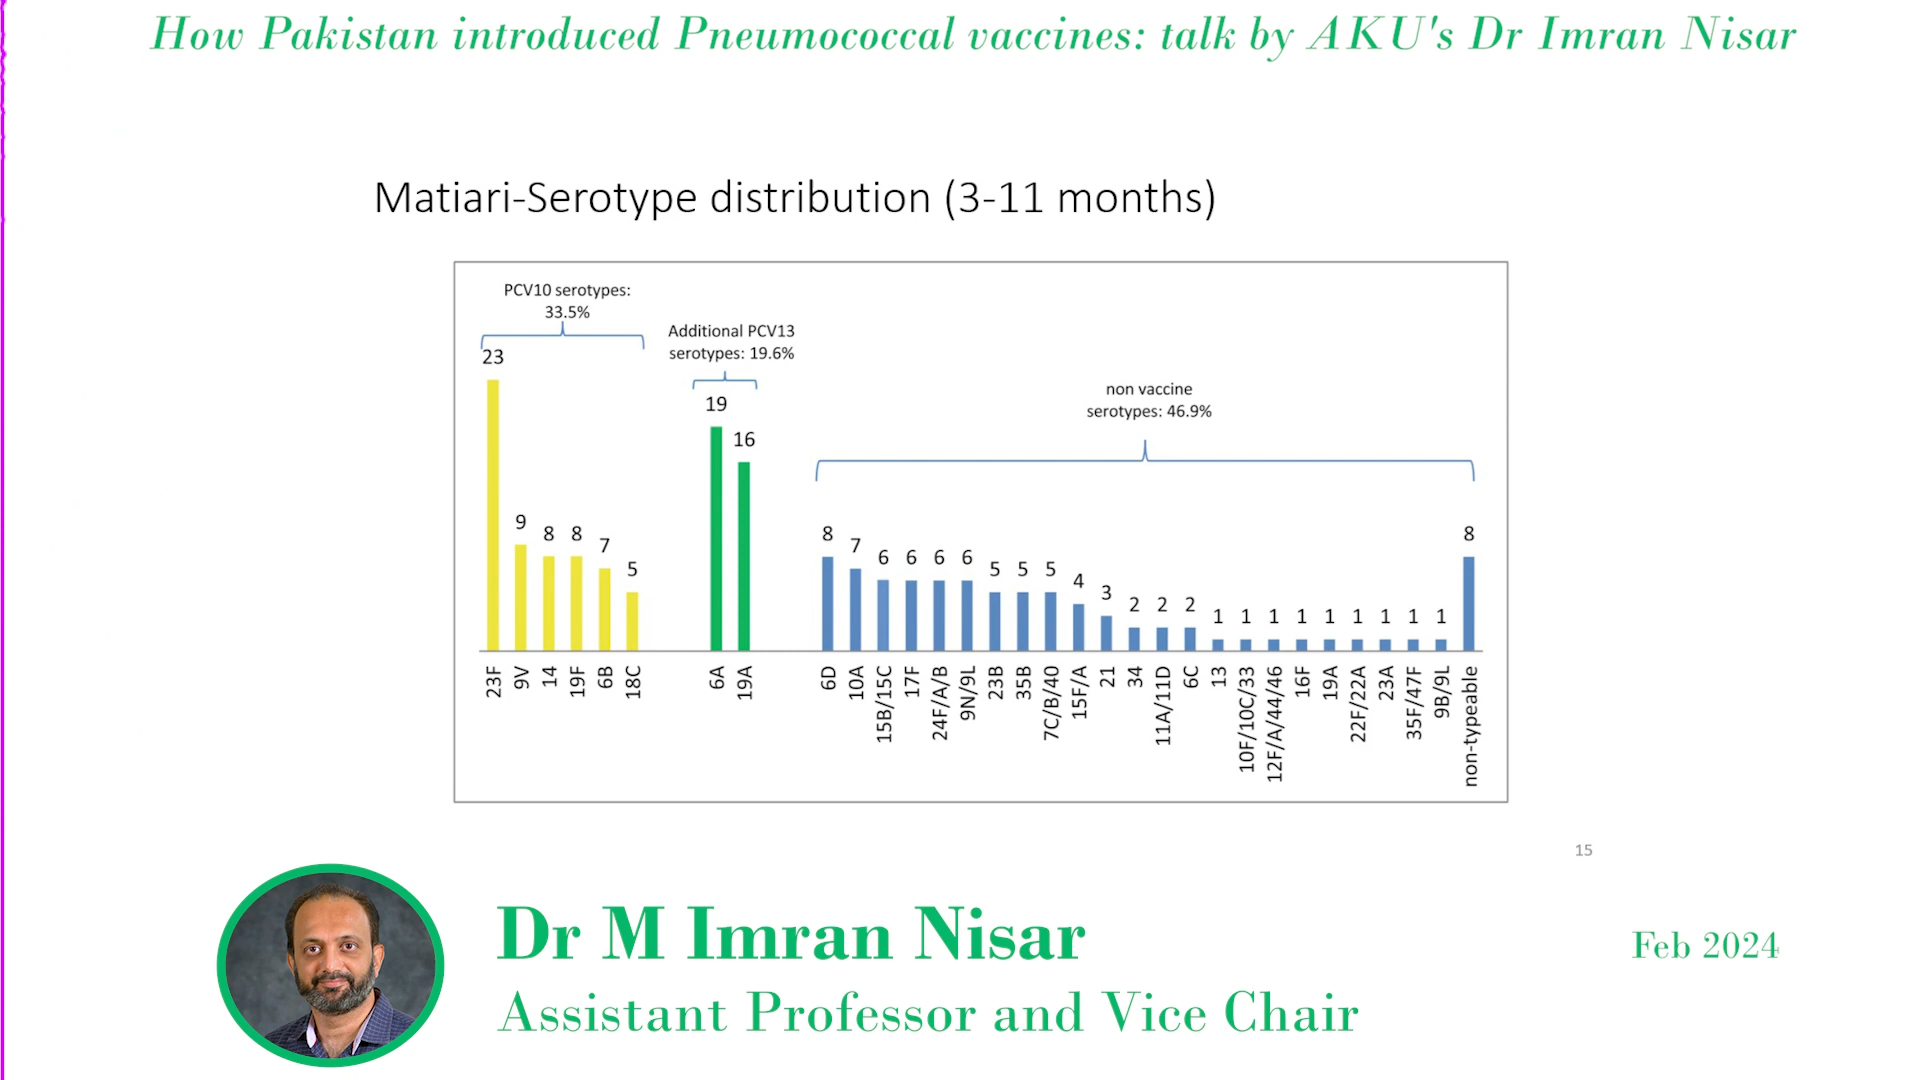 How Pakistan introduced Pneumococcal vaccines: talk by AKU's Dr Imran Nisar
Matiari-Serotype distribution (3-11 months)
PCV10 serotypes:
33.5%
Additional PCV13
serotypes: 19.6%
non vaccine
serotypes: 46.9%
23 9 8 8 7 5
19 16
8 7 6 6 6 6 5 5 5 4 3 2 2 2 1 1 1 1 1 1 1 1 1 8
23F
9V
14
19F
6B
18C
6A
19A
6D
10A
15B/15C
17F
24F/A/B
9N/9L
23B
35B
7C/B/40
15F/A
21
34
11A/11D
6C
13
10F/10C/33
12F/A/44/46
16F
19A
22F/22A
23A
35F/47F
9B/9L
non-typeable
15
Dr M Imran Nisar
Assistant Professor and Vice Chair
Feb 2024